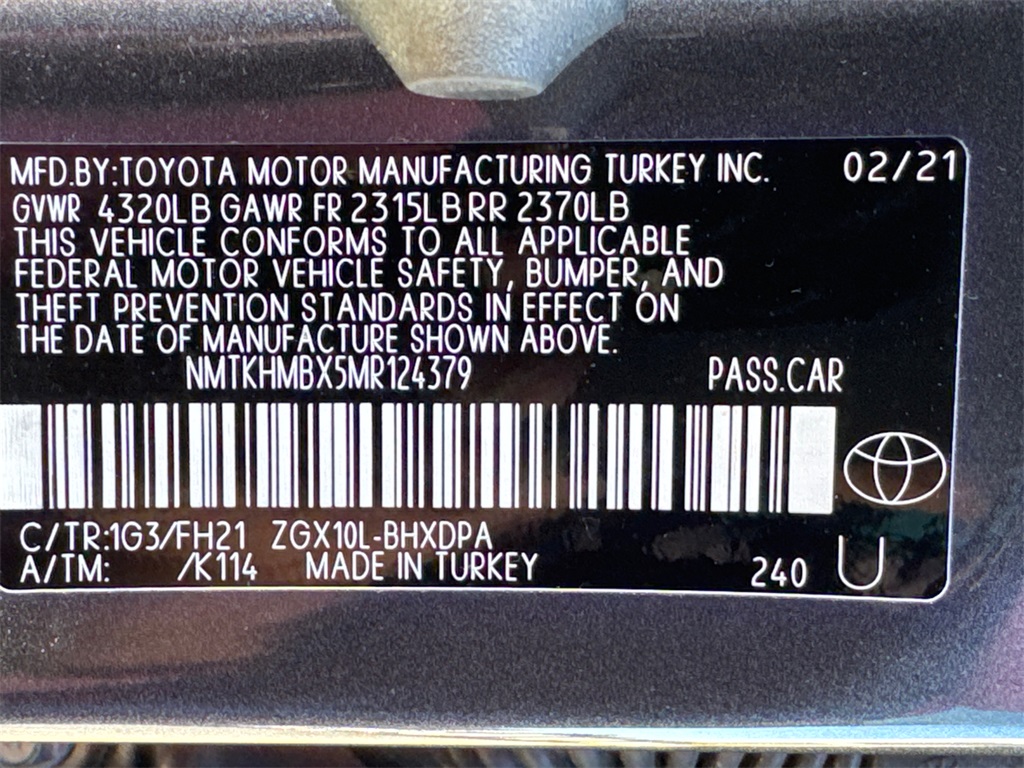 MFD.BY:TOYOTA MOTOR MANUFACTURING TURKEY INC. 02/21
GVWR 4320LB GAWR FR 2315LB RR 2370LB
THIS VEHICLE CONFORMS TO ALL APPLICABLE
FEDERAL MOTOR VEHICLE SAFETY, BUMPER, AND
THEFT PREVENTION STANDARDS IN EFFECT ON
THE DATE OF MANUFACTURE SHOWN ABOVE.
NMTKHMBX5MR124379 PASS.CAR
C/TR:1G3/FH21 ZGX10L-BHXDPA
A/TM: /K114 MADE IN TURKEY 240 U